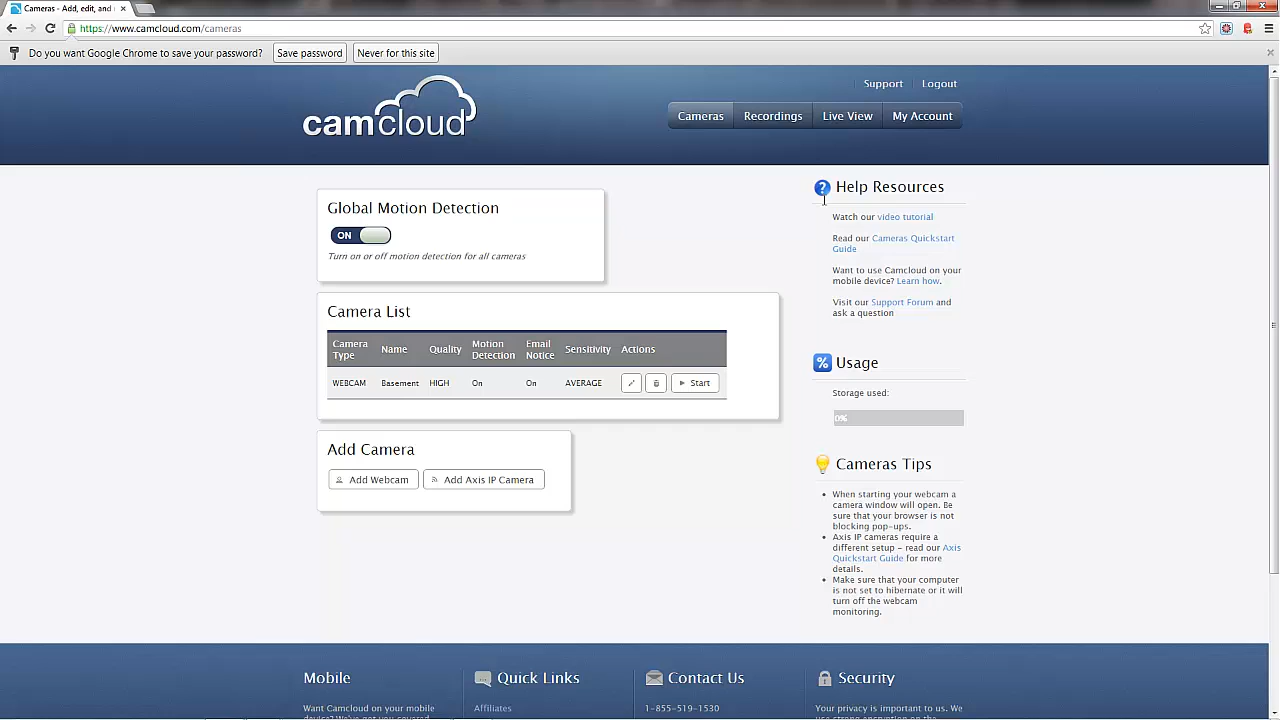 Cameras - Add, edit, and
https://www.camcloud.com/cameras
Do you want Google Chrome to save your password? Save password Never for this site
Support Logout
camcloud
Cameras Recordings Live View My Account
Global Motion Detection
ON
Turn on or off motion detection for all cameras
Camera List
Camera Type Name Quality Motion Detection Email Notice Sensitivity Actions
WEBCAM Basement HIGH On On AVERAGE Start
Add Camera
Add Webcam Add Axis IP Camera
Help Resources
Watch our video tutorial
Read our Cameras Quickstart
Guide
Want to use Camcloud on your
mobile device? Learn how.
Visit our Support Forum and
ask a question
Usage
Storage used:
0%
Cameras Tips
When starting your webcam a
camera window will open. Be
sure that your browser is not
blocking pop-ups.
Axis IP cameras require a
different setup - read our Axis
Quickstart Guide for more
details.
Make sure that your computer
is not set to hibernate or it will
turn off the webcam
monitoring.
Mobile Quick Links Contact Us Security
Want Camcloud on your mobile Affiliates 1-855-519-1530 Your privacy is important to us. We